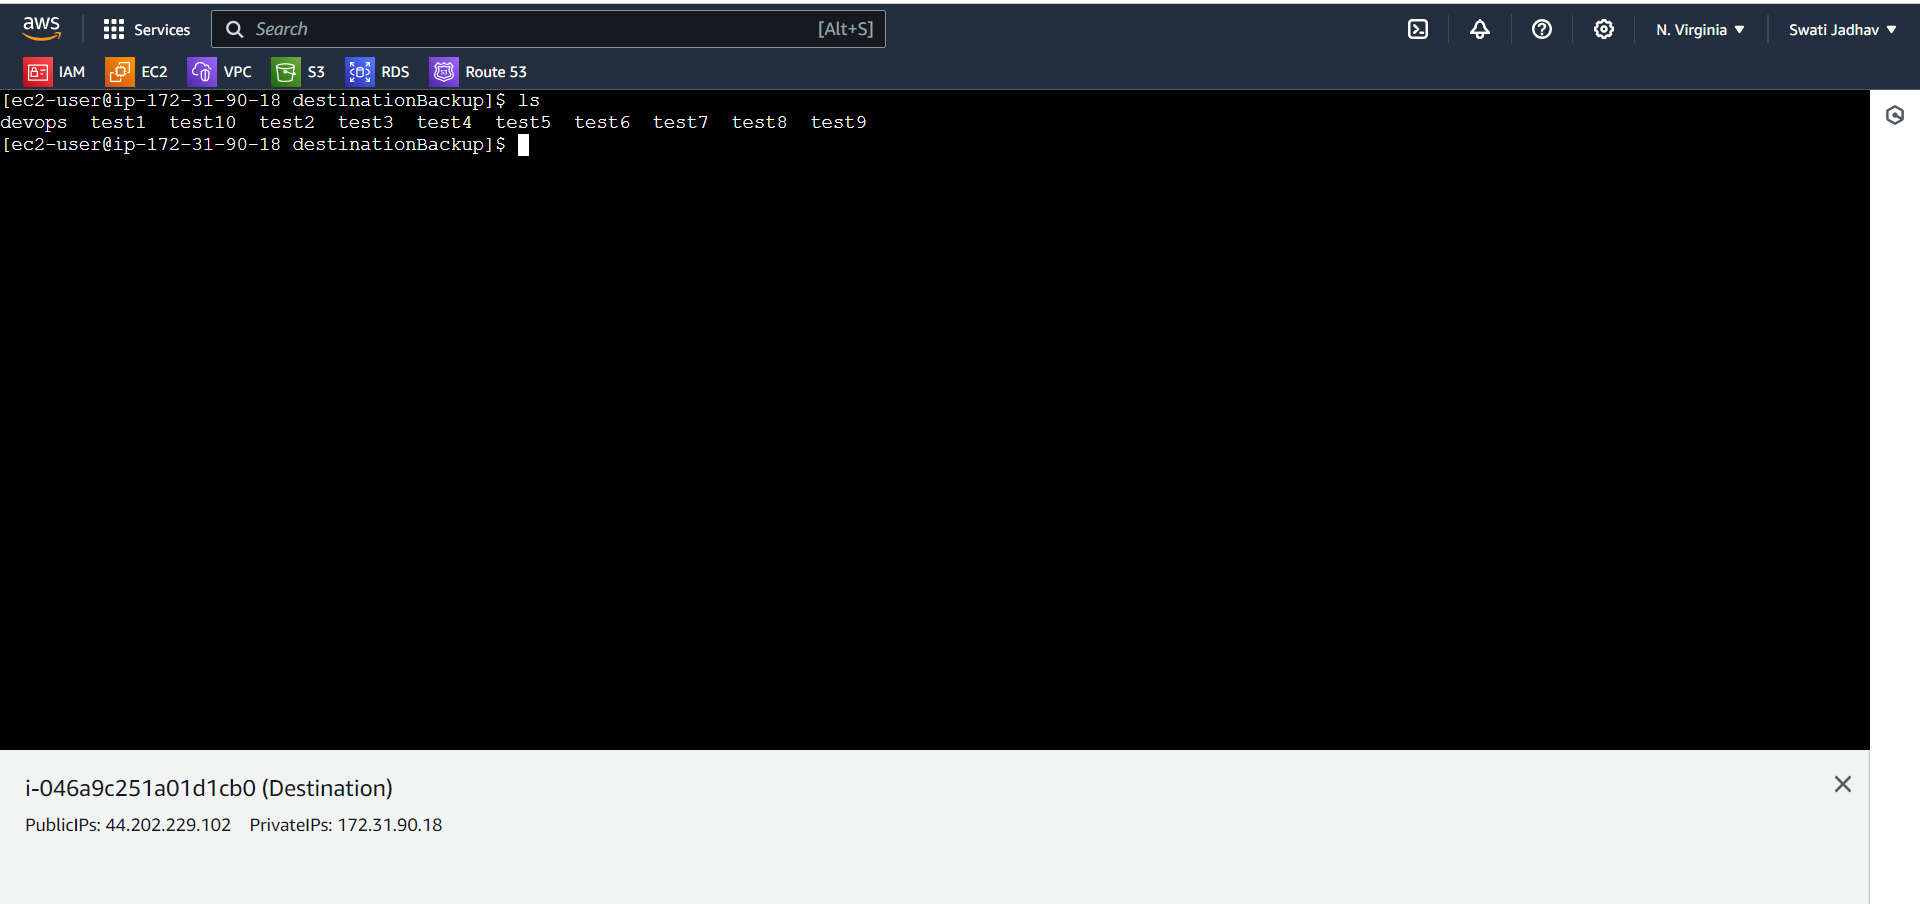 aws
Services
Search [Alt+S]
N. Virginia
Swati Jadhav
IAM EC2 VPC S3 RDS Route 53
[ec2-user@ip-172-31-90-18 destinationBackup]$ ls
devops test1 test10 test2 test3 test4 test5 test6 test7 test8 test9
[ec2-user@ip-172-31-90-18 destinationBackup]$
i-046a9c251a01d1cb0 (Destination)
PublicIPs: 44.202.229.102 PrivateIPs: 172.31.90.18